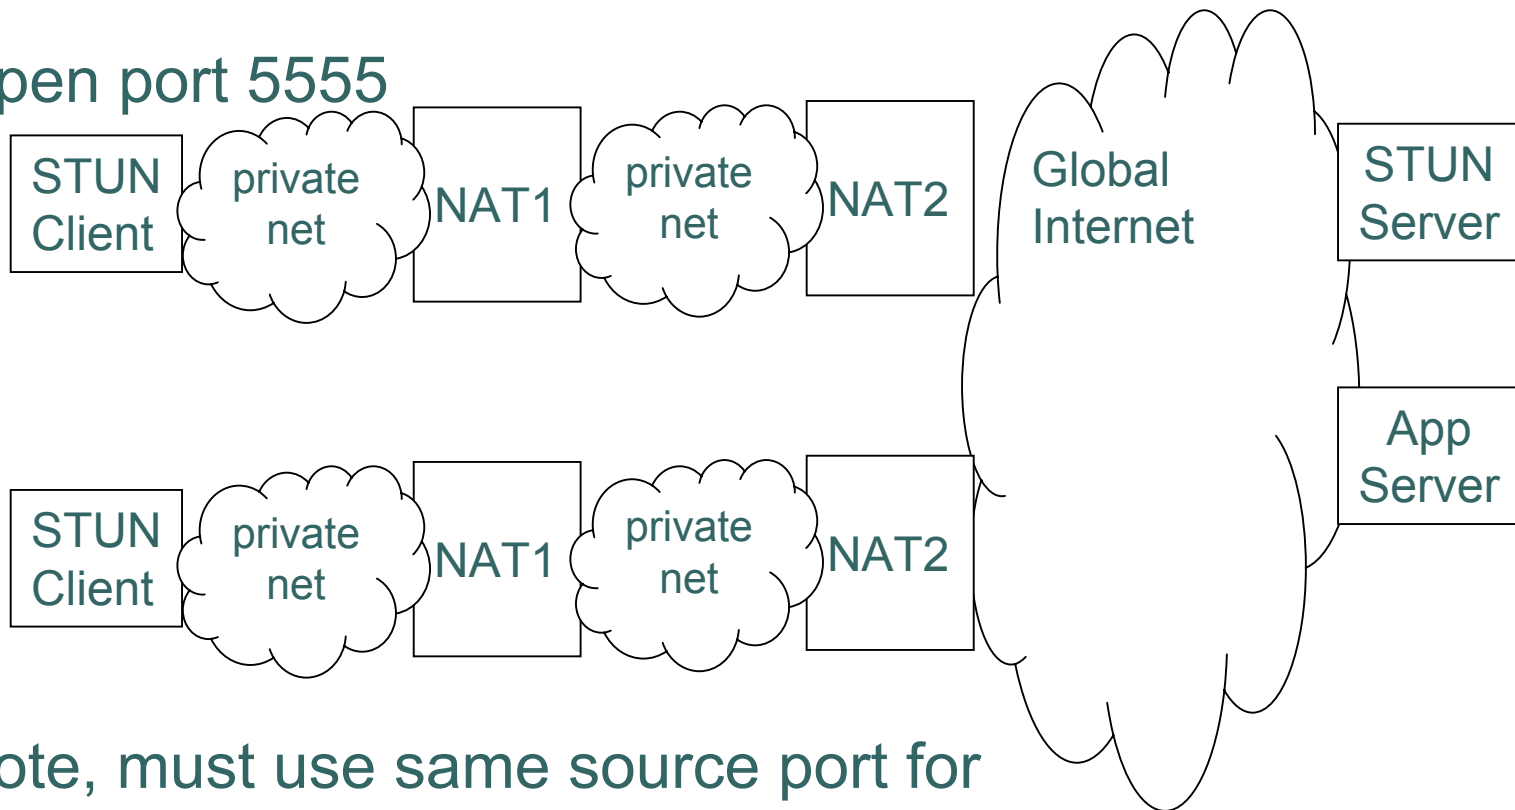 pen port 5555
STUN
Client
private
net
NAT1
private
net
NAT2
Global
Internet
STUN
Server
App
Server
STUN
Client
private
net
NAT1
private
net
NAT2
ote, must use same source port for